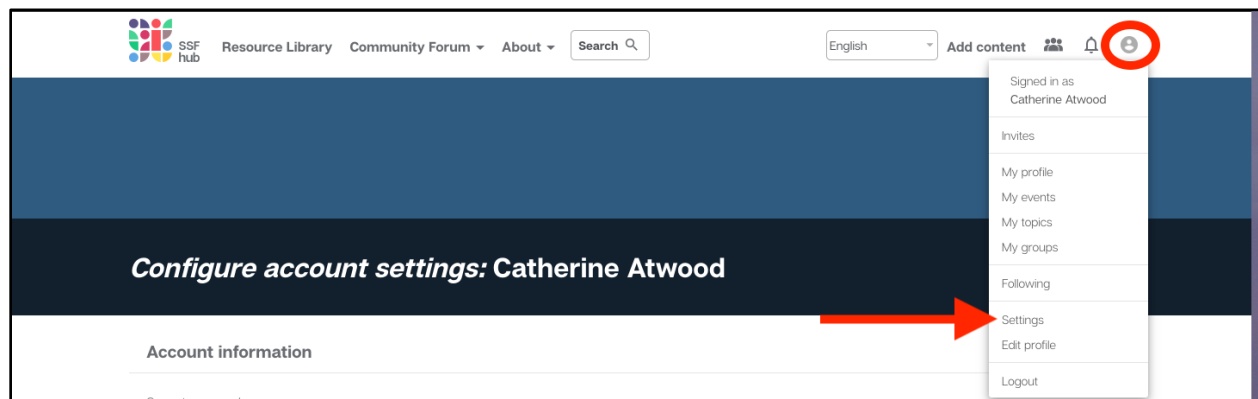 SSF
hub
Resource Library Community Forum About Search
English Add content
Signed in as
Catherine Atwood
Invites
My profile
My events
My topics
My groups
Following
Settings
Edit profile
Logout
Configure account settings: Catherine Atwood
Account information